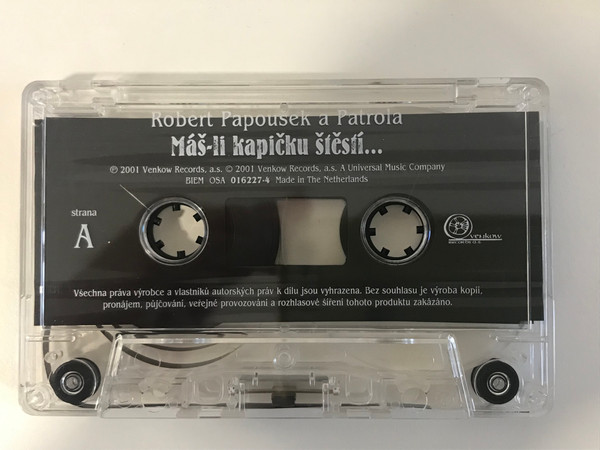 Robert Papoušek a Patrola
Máš-li kapičku štěstí...
℗ 2001 Venkow Records, a.s. © 2001 Venkow Records, a.s. A Universal Music Company
BIEM OSA 016227-4 Made in The Netherlands
strana
A
venkow
Všechna práva výrobce a vlastníků autorských práv k dílu jsou vyhrazena. Bez souhlasu je výroba kopií,
pronájem, půjčování, veřejné provozování a rozhlasové šíření tohoto produktu zakázáno.